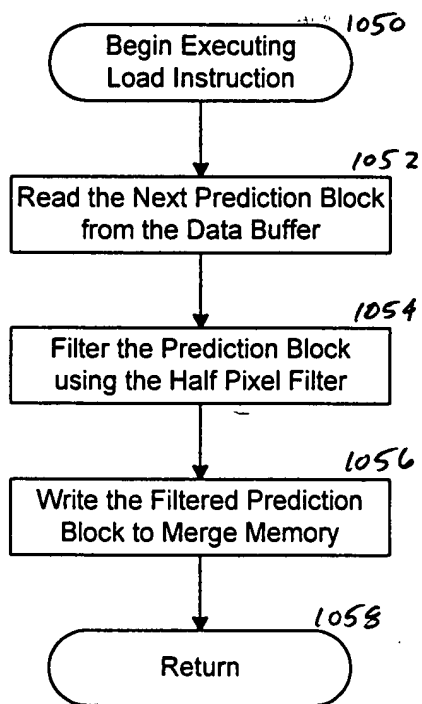 1050
Begin Executing
Load Instruction
1052
Read the Next Prediction Block
from the Data Buffer
1054
Filter the Prediction Block
using the Half Pixel Filter
1056
Write the Filtered Prediction
Block to Merge Memory
1058
Return